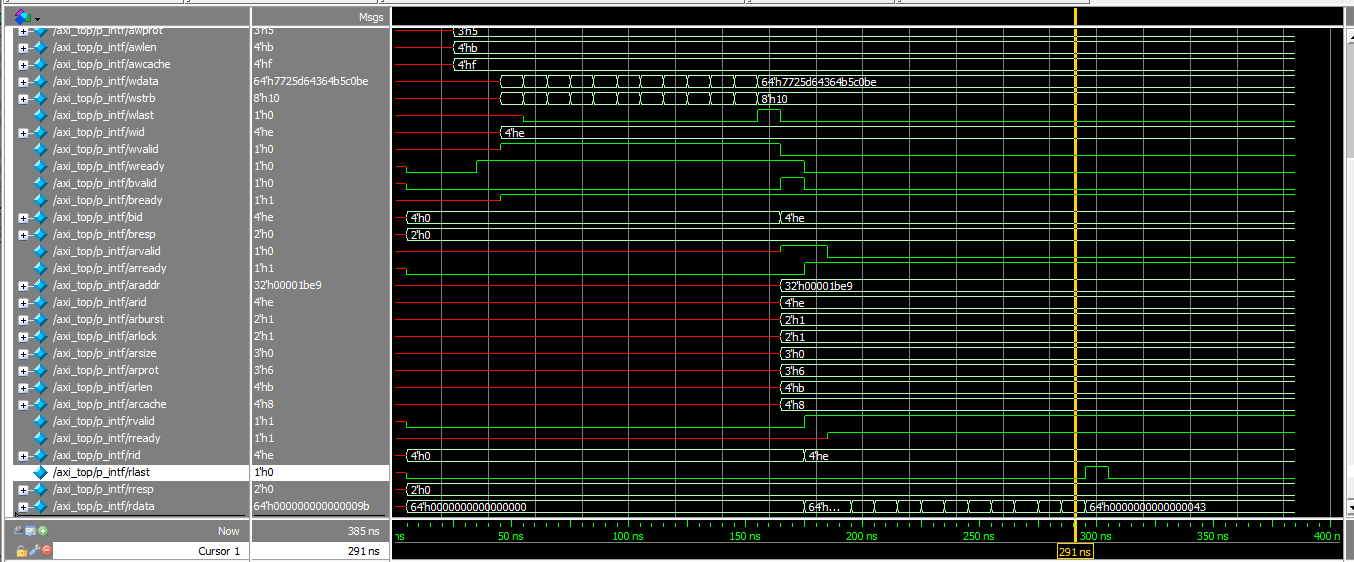 Msgs
/axi_top/p_intf/awprot 3'h5 3'h5
/axi_top/p_intf/awlen 4'hb 4'hb
/axi_top/p_intf/awcache 4'hf 4'hf
/axi_top/p_intf/wdata 64'h7725d64364b5c0be 64'h7725d64364b5c0be
/axi_top/p_intf/wstrb 8'h10 8'h10
/axi_top/p_intf/wlast 1'h0
/axi_top/p_intf/wid 4'he 4'he
/axi_top/p_intf/wvalid 1'h0
/axi_top/p_intf/wready 1'h0
/axi_top/p_intf/bvalid 1'h0
/axi_top/p_intf/bready 1'h1
/axi_top/p_intf/bid 4'he 4'h0 4'he
/axi_top/p_intf/bresp 2'h0 2'h0
/axi_top/p_intf/arvalid 1'h0
/axi_top/p_intf/arready 1'h1
/axi_top/p_intf/araddr 32'h00001be9 32'h00001be9
/axi_top/p_intf/arid 4'he 4'he
/axi_top/p_intf/arburst 2'h1 2'h1
/axi_top/p_intf/arlock 2'h1 2'h1
/axi_top/p_intf/arsize 3'h0 3'h0
/axi_top/p_intf/arprot 3'h6 3'h6
/axi_top/p_intf/arlen 4'hb 4'hb
/axi_top/p_intf/arcache 4'h8 4'h8
/axi_top/p_intf/rvalid 1'h1
/axi_top/p_intf/rready 1'h1
/axi_top/p_intf/rid 4'he 4'h0 4'he
/axi_top/p_intf/rlast 1'h0
/axi_top/p_intf/rresp 2'h0 2'h0
/axi_top/p_intf/rdata 64'h000000000000009b 64'h0000000000000000 64'h... 64'h0000000000000043
Now 385 ns ns 50 ns 100 ns 150 ns 200 ns 250 ns 300 ns 350 ns 400 n
Cursor 1 291 ns 291 ns